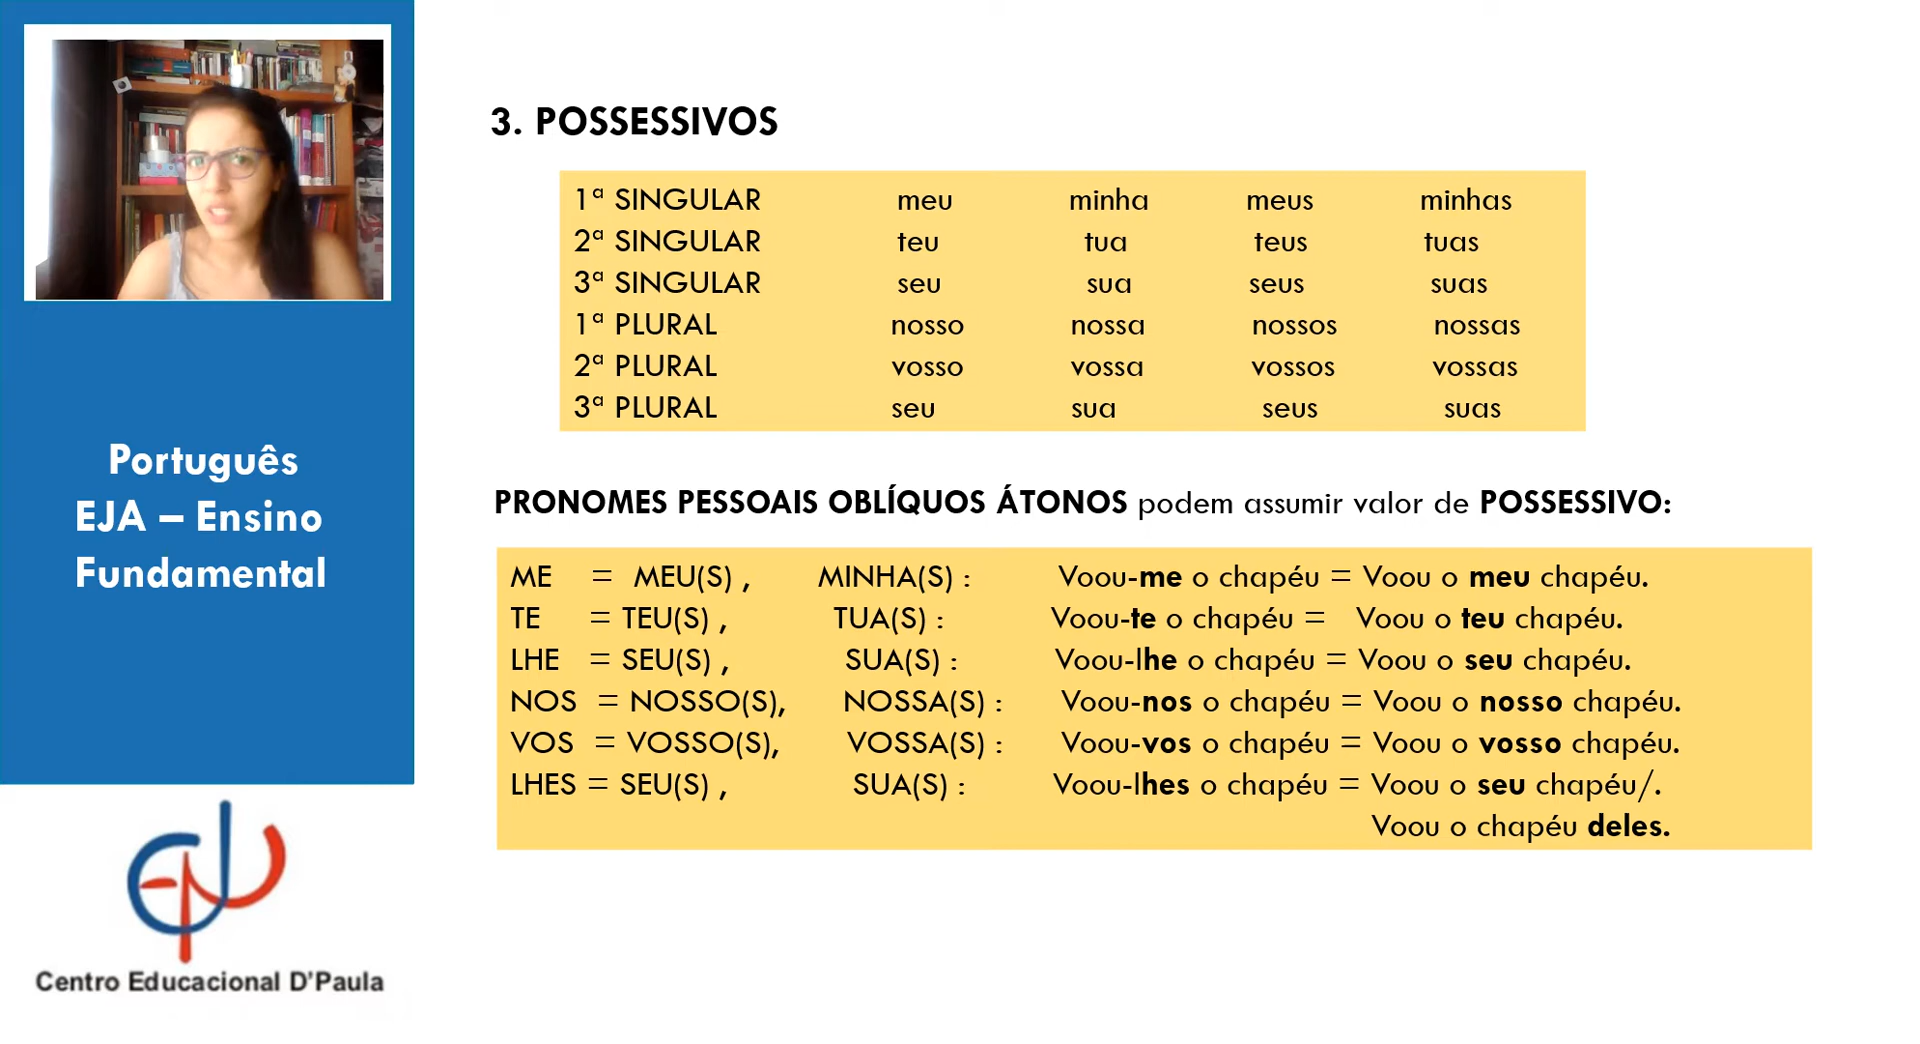 3. POSSESSIVOS
1ª SINGULAR meu minha meus minhas
2ª SINGULAR teu tua teus tuas
3ª SINGULAR seu sua seus suas
1ª PLURAL nosso nossa nossos nossas
2ª PLURAL vosso vossa vossos vossas
3ª PLURAL seu sua seus suas
Português
EJA – Ensino
Fundamental
PRONOMES PESSOAIS OBLÍQUOS ÁTONOS podem assumir valor de POSSESSIVO:
ME = MEU(S) , MINHA(S) : Voou-me o chapéu = Voou o meu chapéu.
TE = TEU(S) , TUA(S) : Voou-te o chapéu = Voou o teu chapéu.
LHE = SEU(S) , SUA(S) : Voou-lhe o chapéu = Voou o seu chapéu.
NOS = NOSSO(S), NOSSA(S) : Voou-nos o chapéu = Voou o nosso chapéu.
VOS = VOSSO(S), VOSSA(S) : Voou-vos o chapéu = Voou o vosso chapéu.
LHES = SEU(S) , SUA(S) : Voou-lhes o chapéu = Voou o seu chapéu/.
Voou o chapéu deles.
Centro Educacional D'Paula